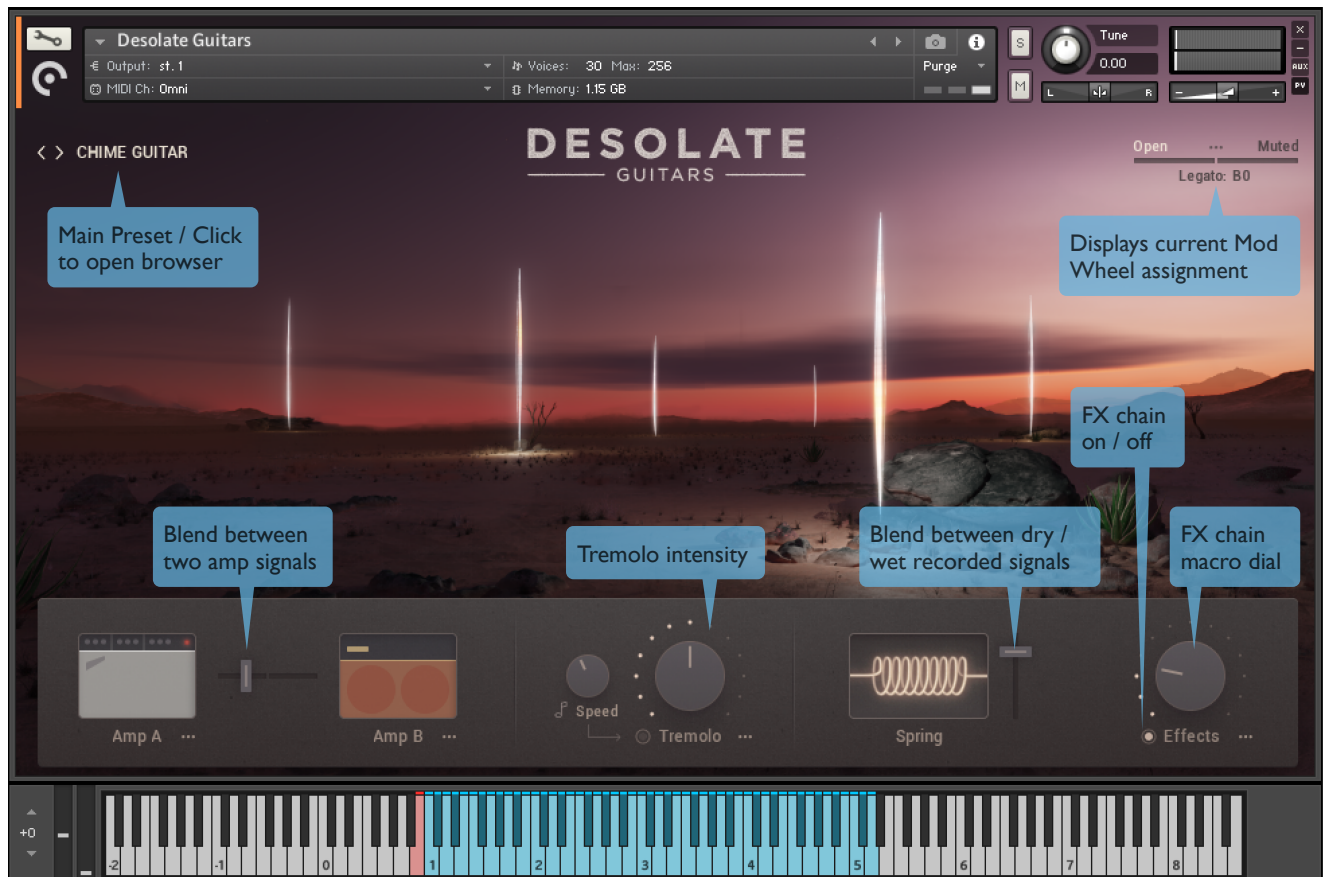 Desolate Guitars
Output: st. 1
Voices: 30 Max: 256
Purge
MIDI Ch: Omni
Memory: 1.15 GB
S
M
Tune
0.00
L
R
-
+
X
-
AUX
PV
CHIME GUITAR
DESOLATE
GUITARS
Open ... Muted
Legato: B0
Main Preset / Click
to open browser
Displays current Mod
Wheel assignment
FX chain
on / off
Blend between
two amp signals
Tremolo intensity
Blend between dry /
wet recorded signals
FX chain
macro dial
Amp A ...
Amp B ...
Speed
Tremolo ...
Spring
Effects ...
+0
-2 -1 0 1 2 3 4 5 6 7 8